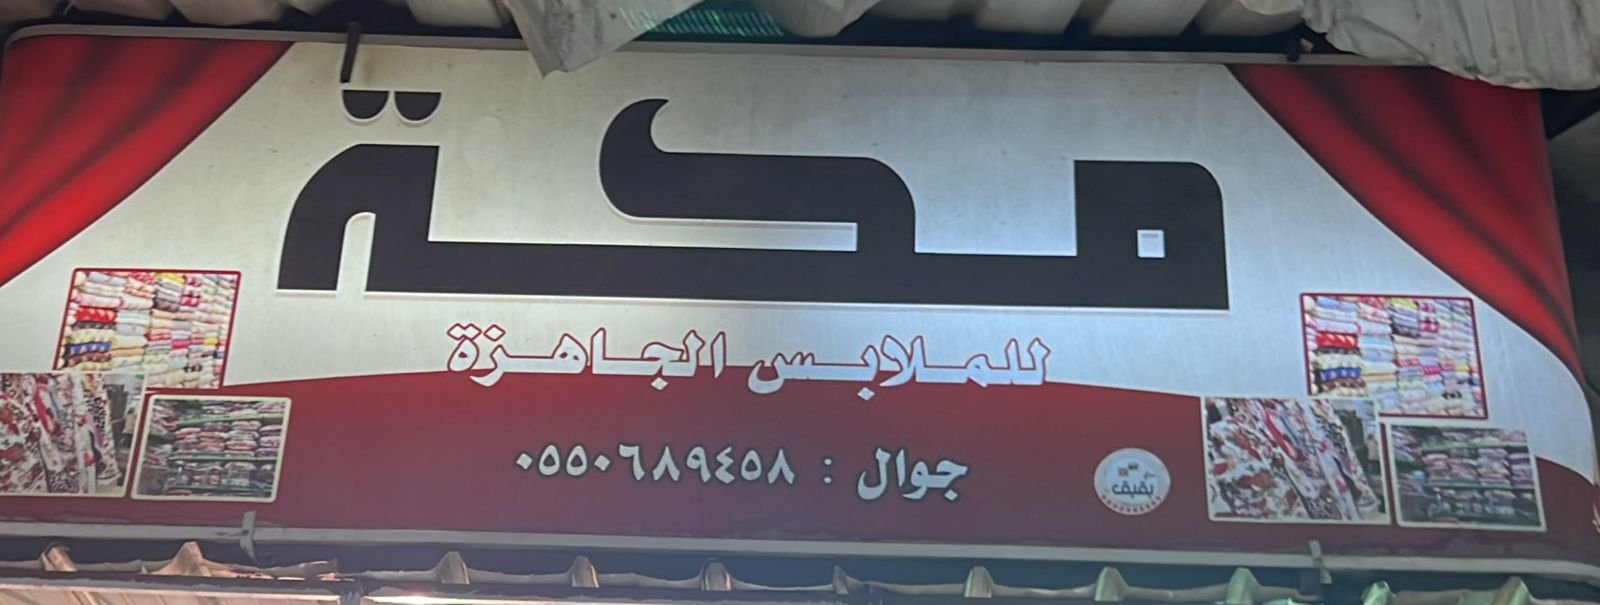 مكة
للملابس الجاهزة
جوال : ٠٥٥٠٦٨٩٤٥٨